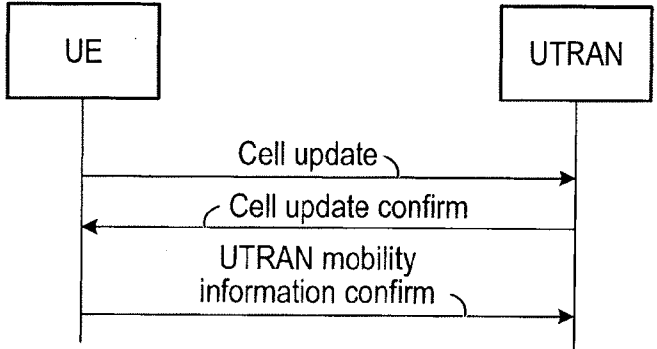 UE
UTRAN
Cell update
Cell update confirm
UTRAN mobility
information confirm